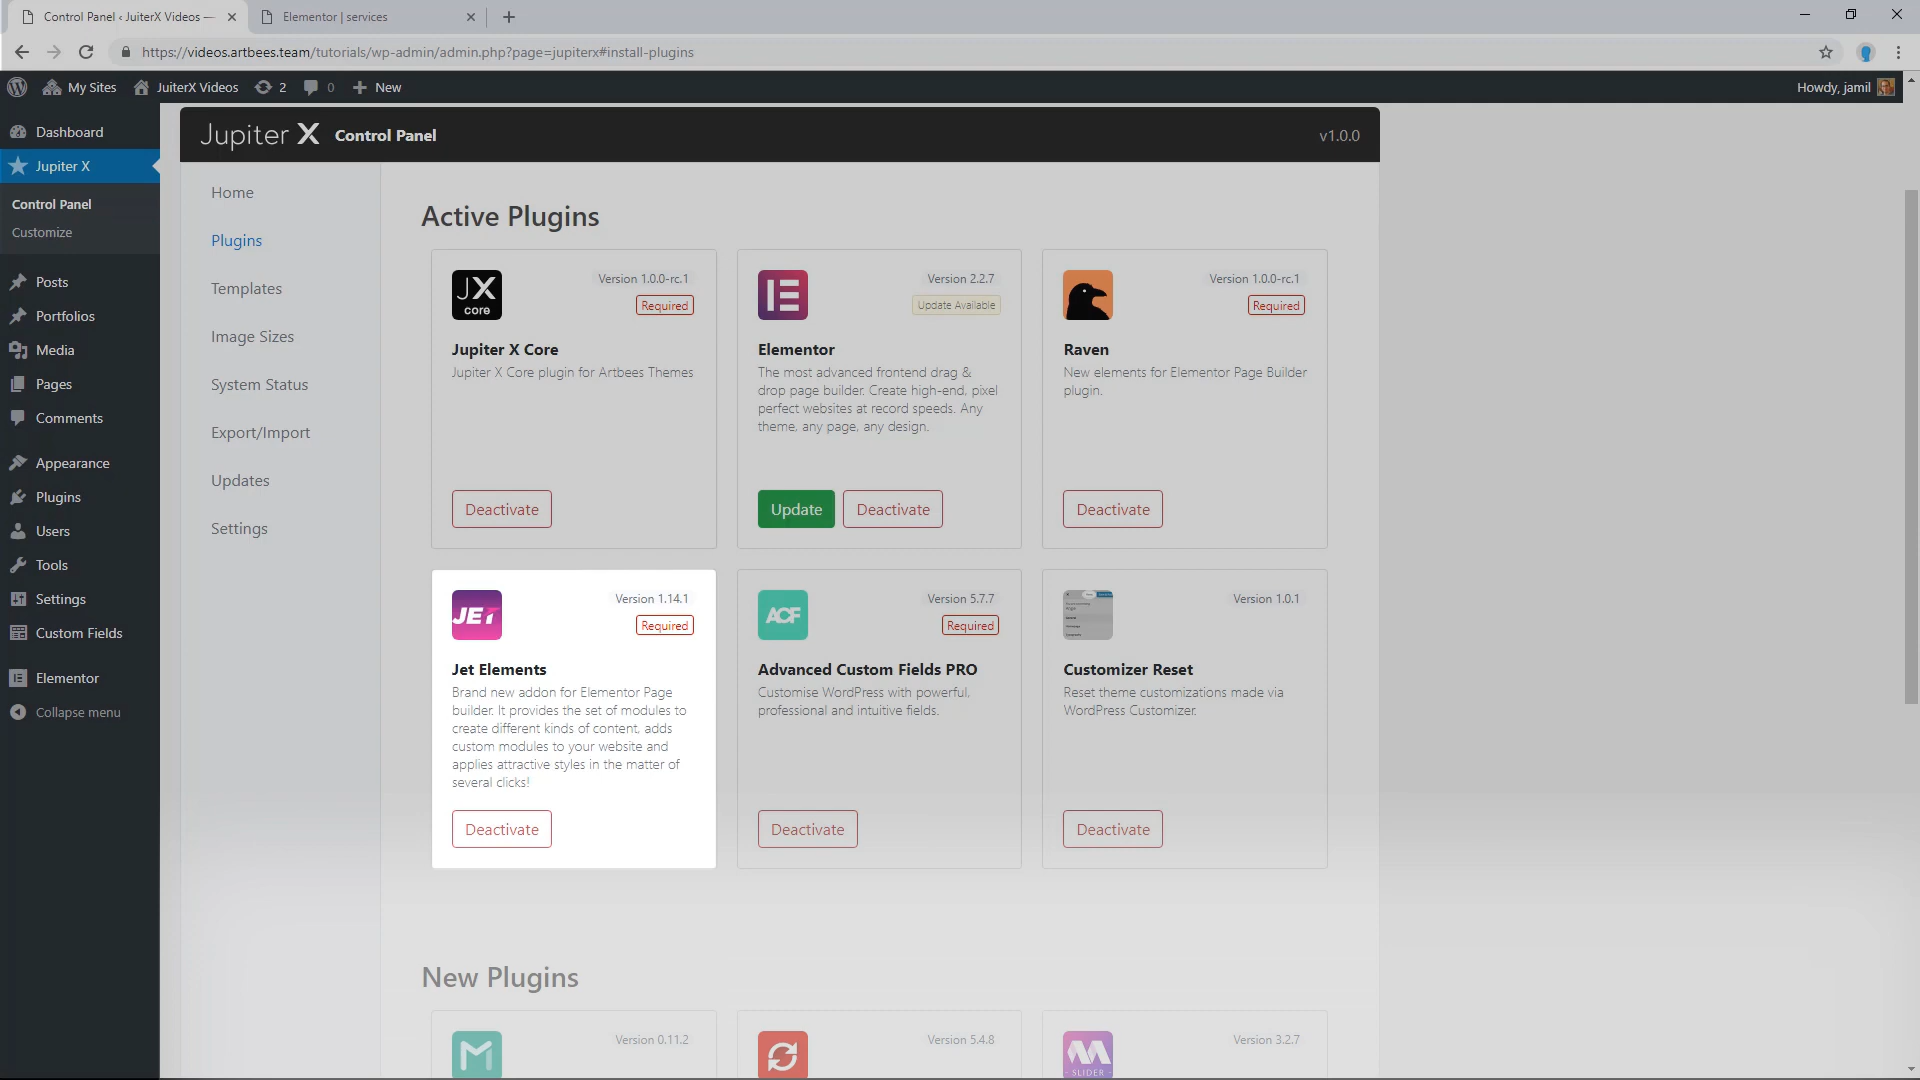 Control Panel ‹ JuiterX Videos —
Elementor | services
https://videos.artbees.team/tutorials/wp-admin/admin.php?page=jupiterx#install-plugins
My Sites
JuiterX Videos
2
0
New
Howdy, jamil
Dashboard
Jupiter X
Control Panel
Customize
Posts
Portfolios
Media
Pages
Comments
Appearance
Plugins
Users
Tools
Settings
Custom Fields
Elementor
Collapse menu
Jupiter X Control Panel
v1.0.0
Home
Plugins
Templates
Image Sizes
System Status
Export/Import
Updates
Settings
Active Plugins
JX
core
Version 1.0.0-rc.1
Required
Jupiter X Core
Jupiter X Core plugin for Artbees Themes
Deactivate
Version 2.2.7
Update Available
Elementor
The most advanced frontend drag &
drop page builder. Create high-end, pixel
perfect websites at record speeds. Any
theme, any page, any design.
Update
Deactivate
Version 1.0.0-rc.1
Required
Raven
New elements for Elementor Page Builder
plugin.
Deactivate
JET
Version 1.14.1
Required
Jet Elements
Brand new addon for Elementor Page
builder. It provides the set of modules to
create different kinds of content, adds
custom modules to your website and
applies attractive styles in the matter of
several clicks!
Deactivate
ACF
Version 5.7.7
Required
Advanced Custom Fields PRO
Customise WordPress with powerful,
professional and intuitive fields.
Deactivate
Version 1.0.1
Customizer Reset
Reset theme customizations made via
WordPress Customizer.
Deactivate
New Plugins
Version 0.11.2
Version 5.4.8
SLIDER
Version 3.2.7